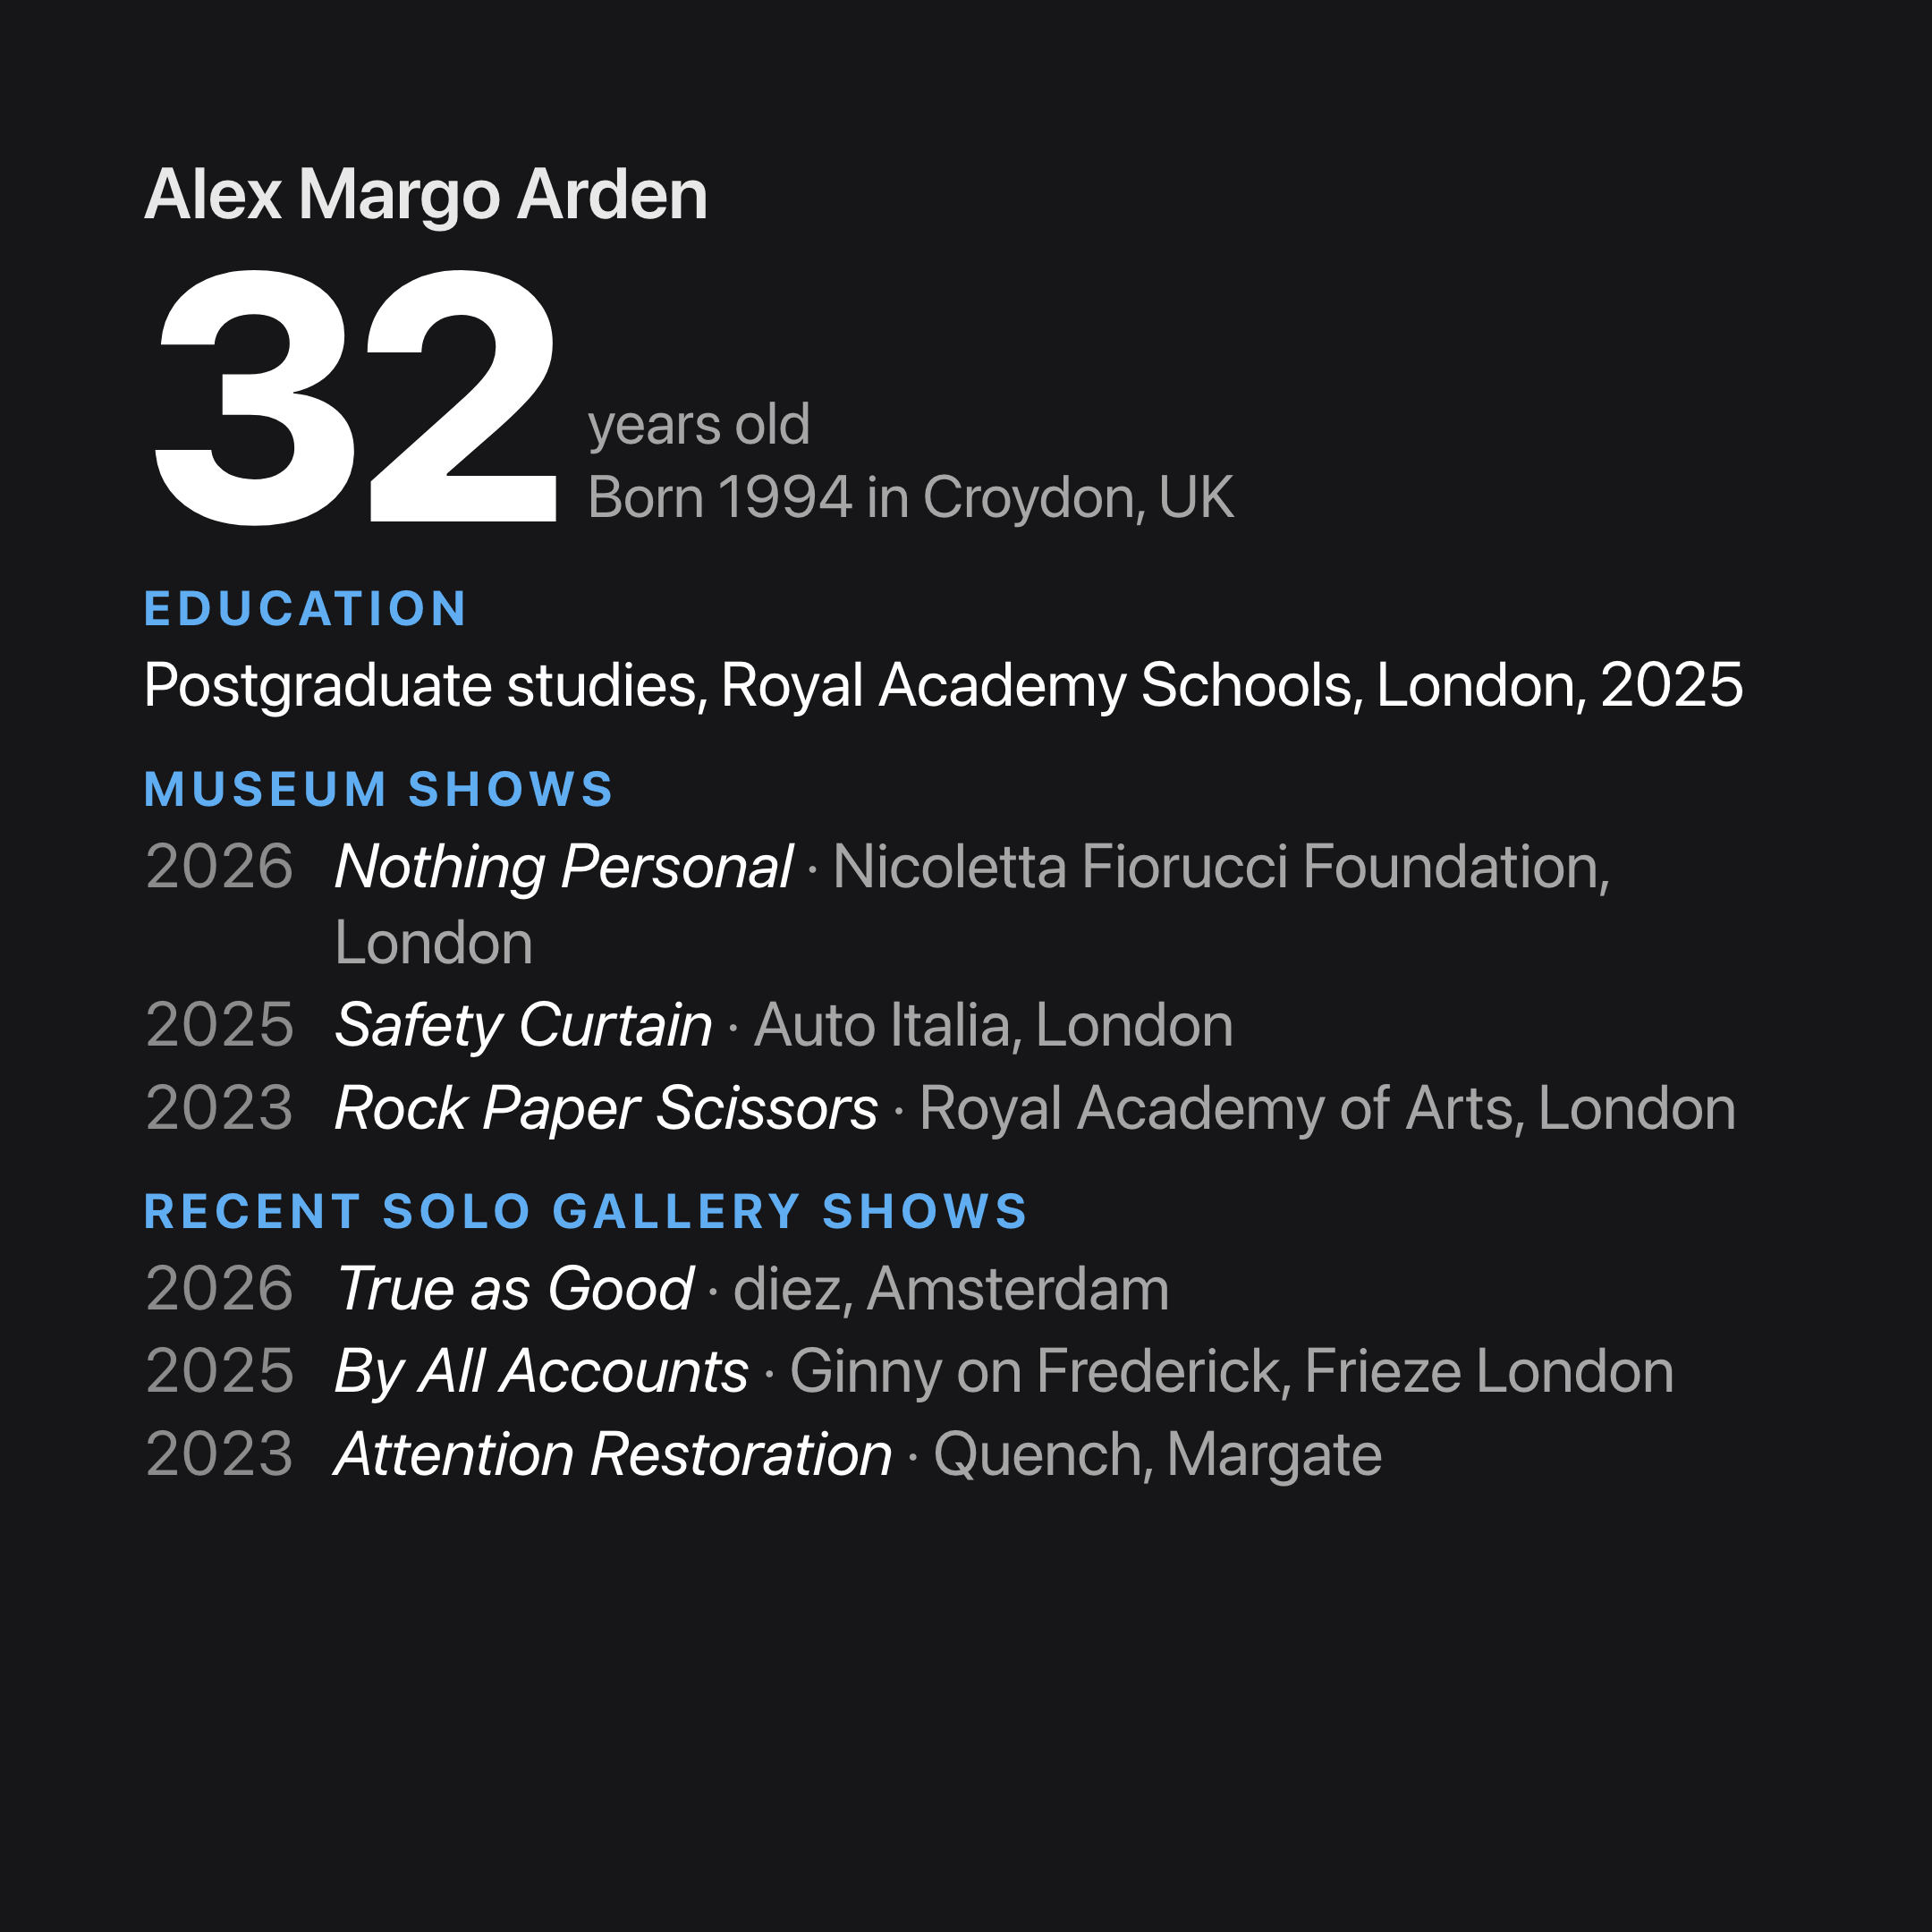 Alex Margo Arden
32
years old
Born 1994 in Croydon, UK
EDUCATION
Postgraduate studies, Royal Academy Schools, London, 2025
MUSEUM SHOWS
2026 Nothing Personal · Nicoletta Fiorucci Foundation,
London
2025 Safety Curtain · Auto Italia, London
2023 Rock Paper Scissors · Royal Academy of Arts, London
RECENT SOLO GALLERY SHOWS
2026 True as Good · diez, Amsterdam
2025 By All Accounts · Ginny on Frederick, Frieze London
2023 Attention Restoration · Quench, Margate